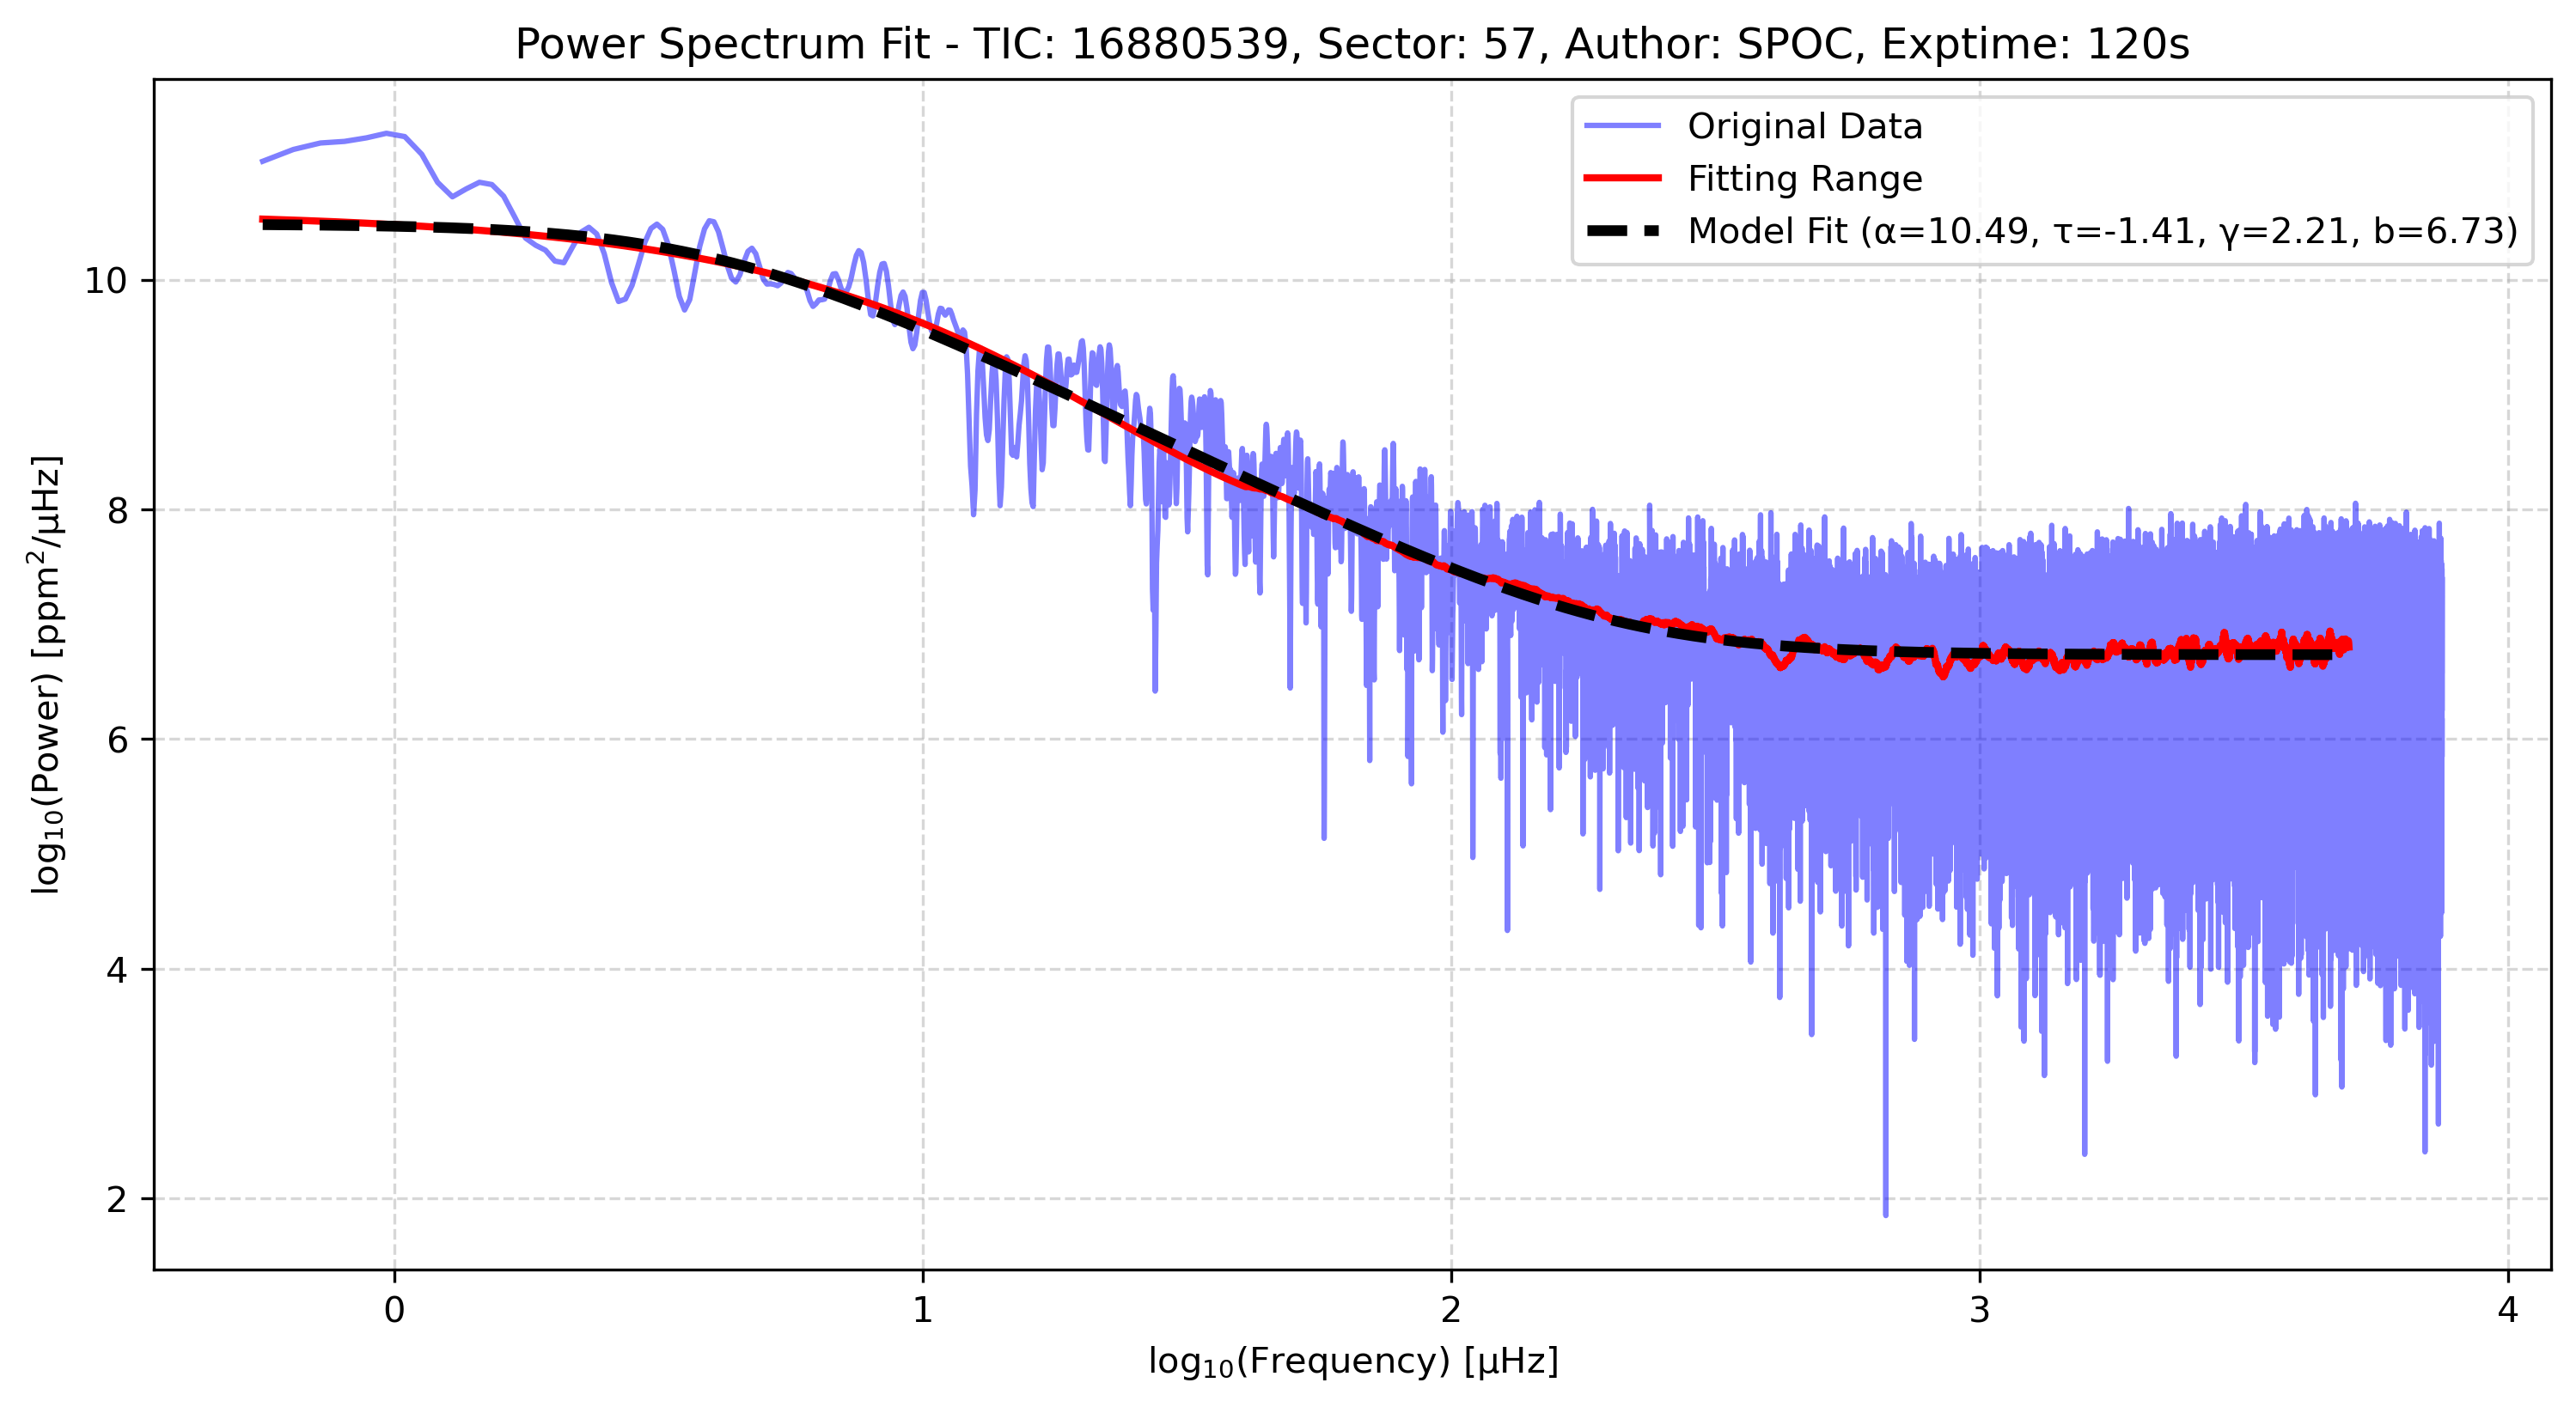 Power Spectrum Fit - TIC: 16880539, Sector: 57, Author: SPOC, Exptime: 120s
Original Data
Fitting Range
Model Fit (α=10.49, τ=-1.41, γ=2.21, b=6.73)
log₁₀(Power) [ppm²/μHz]
10
8
6
4
2
0 1 2 3 4
log₁₀(Frequency) [μHz]